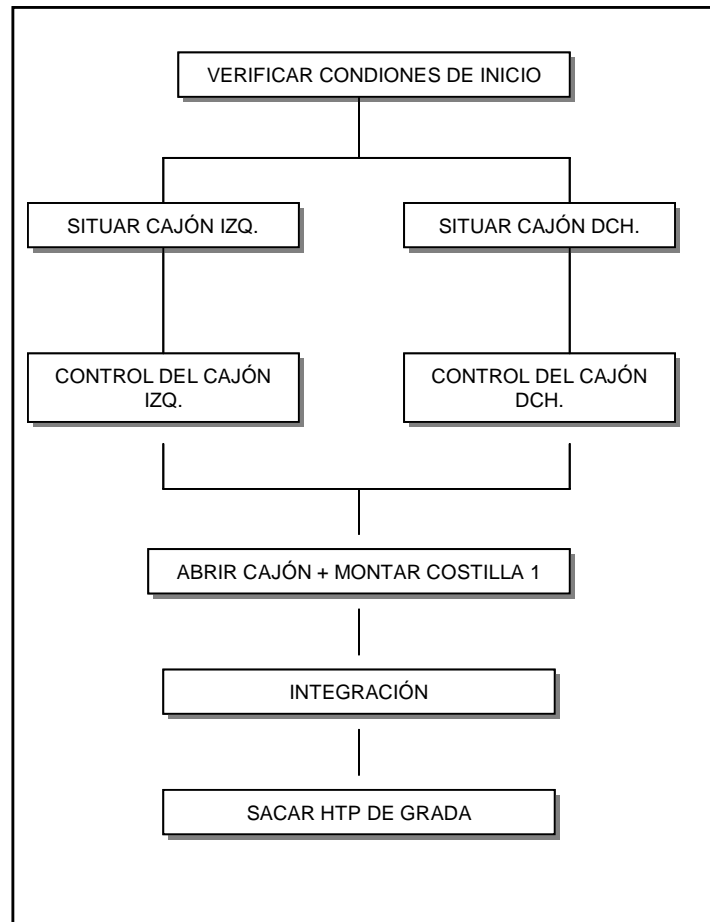 VERIFICAR CONDIONES DE INICIO
SITUAR CAJÓN IZQ.
SITUAR CAJÓN DCH.
CONTROL DEL CAJÓN
IZQ.
CONTROL DEL CAJÓN
DCH.
ABRIR CAJÓN + MONTAR COSTILLA 1
INTEGRACIÓN
SACAR HTP DE GRADA